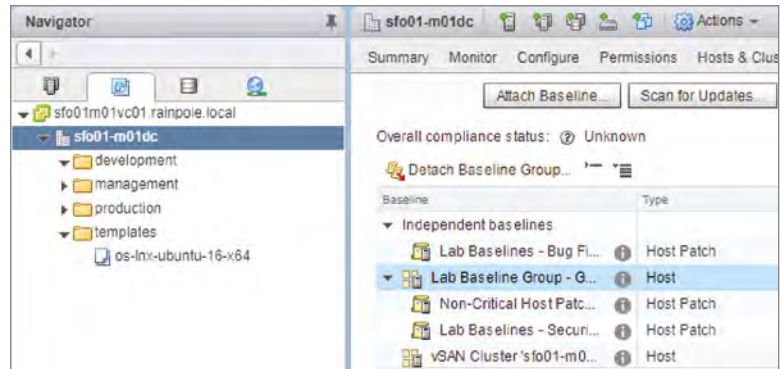 Navigator
sfo01m01vc01.rainpole.local
sfo01-m01dc
development
management
production
templates
os-lnx-ubuntu-16-x64
sfo01-m01dc Actions
Summary Monitor Configure Permissions Hosts & Clus
Attach Baseline... Scan for Updates...
Overall compliance status: Unknown
Detach Baseline Group...
Baseline Type
Independent baselines
Lab Baselines - Bug Fi... Host Patch
Lab Baseline Group - G... Host
Non-Critical Host Patc... Host Patch
Lab Baselines - Securi... Host Patch
vSAN Cluster 'sfo01-m0... Host